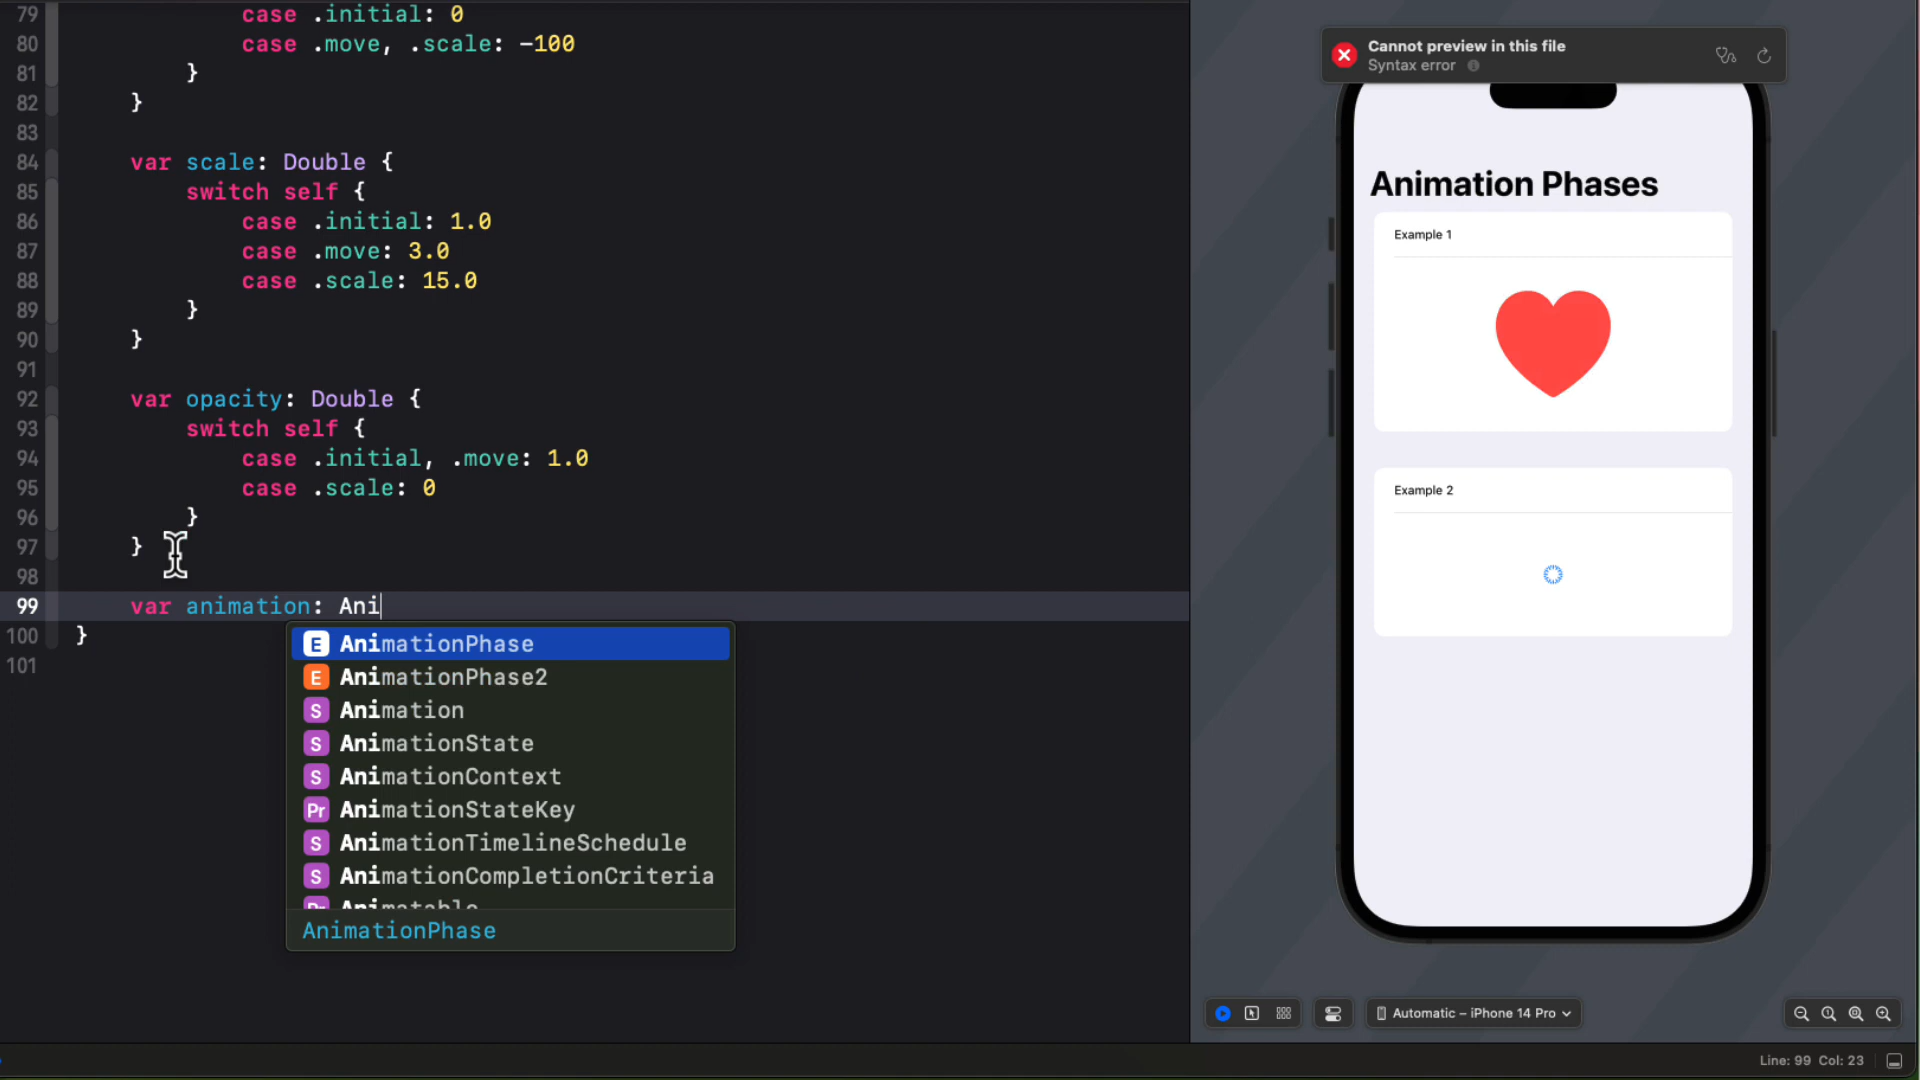 79 case .initial: 0
80 case .move, .scale: -100
81 }
82 }
83
84 var scale: Double {
85 switch self {
86 case .initial: 1.0
87 case .move: 3.0
88 case .scale: 15.0
89 }
90 }
91
92 var opacity: Double {
93 switch self {
94 case .initial, .move: 1.0
95 case .scale: 0
96 }
97 }
98
99 var animation: Ani
100 }
101
E AnimationPhase
E AnimationPhase2
S Animation
S AnimationState
S AnimationContext
Pr AnimationStateKey
S AnimationTimelineSchedule
S AnimationCompletionCriteria
Pr Animatable
AnimationPhase
Cannot preview in this file
Syntax error
Animation Phases
Example 1
Example 2
Automatic – iPhone 14 Pro
Line: 99 Col: 23